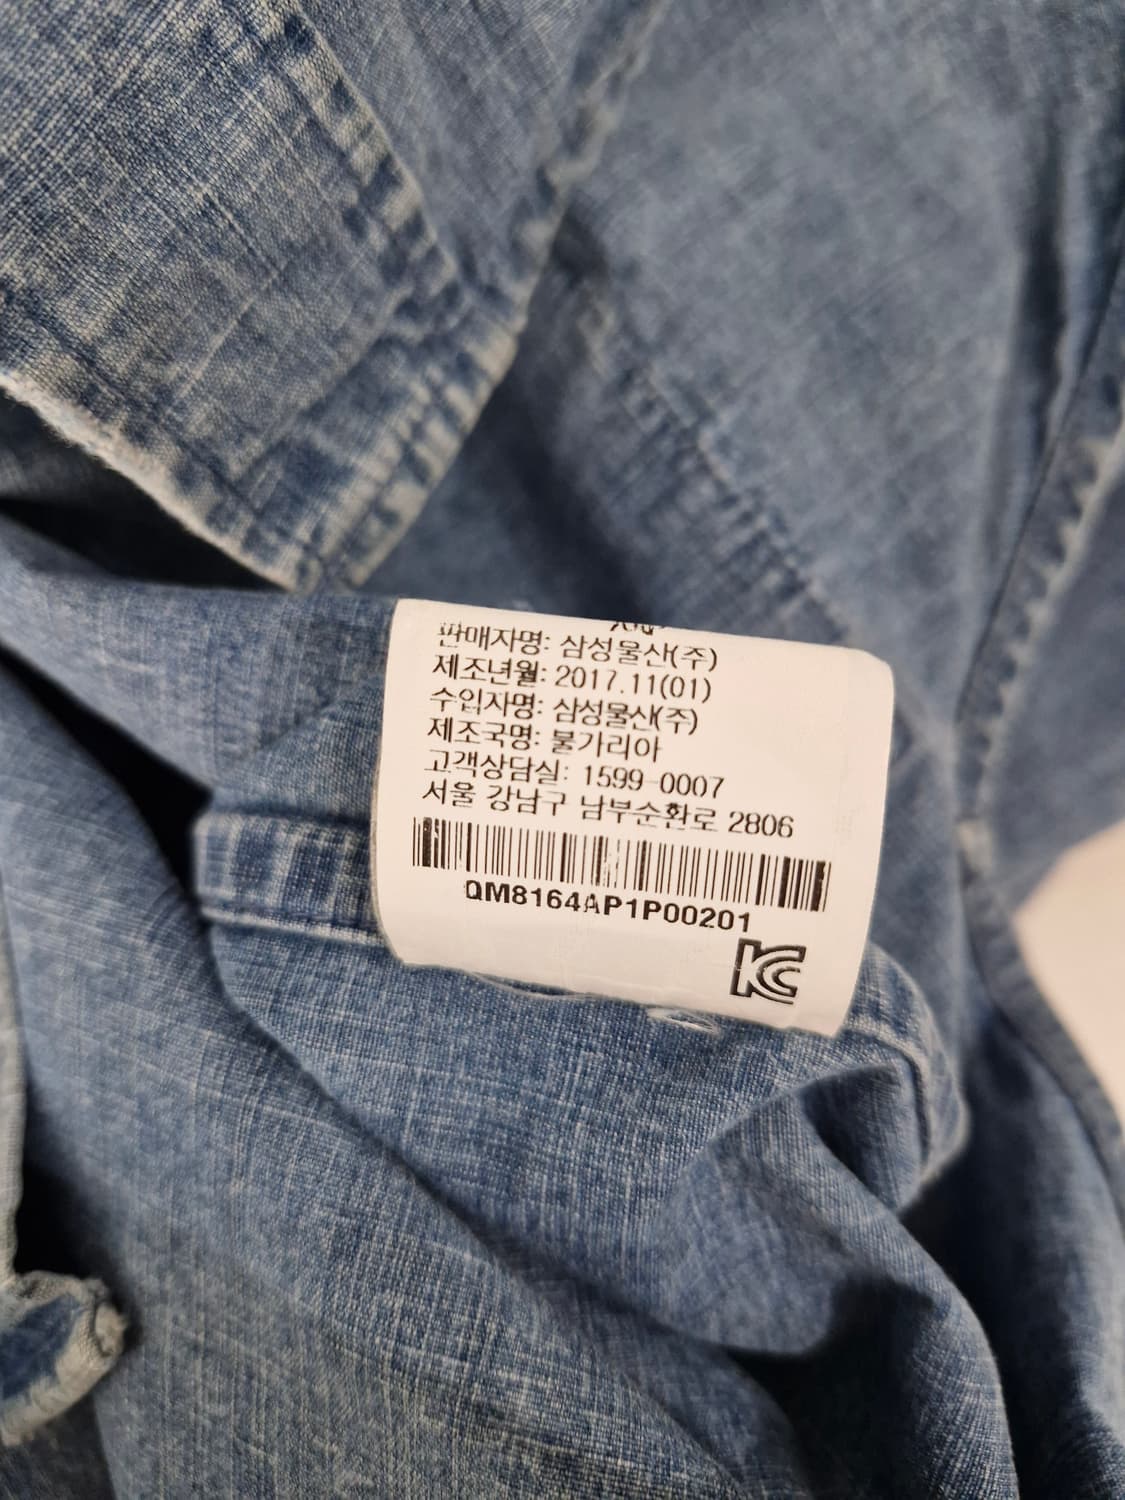 판매자명: 삼성물산(주)
제조년월: 2017.11(01)
수입자명: 삼성물산(주)
제조국명: 불가리아
고객상담실: 1599-0007
서울 강남구 남부순환로 2806
QM8164AP1P00201
KC